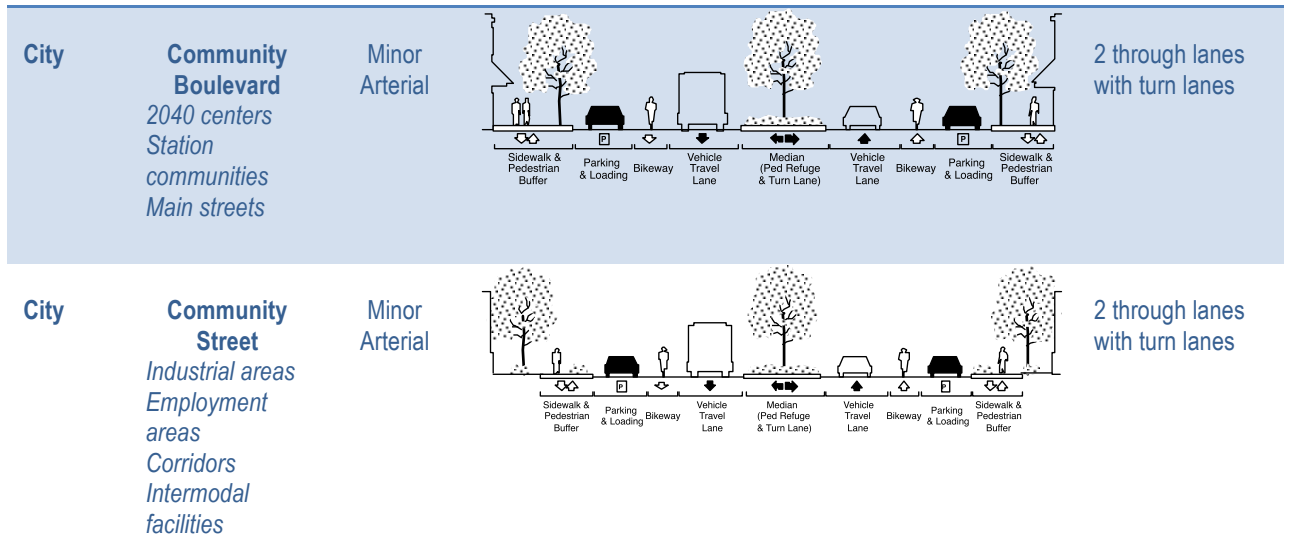 City
Community
Boulevard
2040 centers
Station
communities
Main streets
Minor
Arterial
P
P
Sidewalk &
Pedestrian
Buffer
Parking
& Loading
Bikeway
Vehicle
Travel
Lane
Median
(Ped Refuge
& Turn Lane)
Vehicle
Travel
Lane
Bikeway
Parking
& Loading
Sidewalk &
Pedestrian
Buffer
2 through lanes
with turn lanes
City
Community
Street
Industrial areas
Employment
areas
Corridors
Intermodal
facilities
Minor
Arterial
P
P
Sidewalk &
Pedestrian
Buffer
Parking
& Loading
Bikeway
Vehicle
Travel
Lane
Median
(Ped Refuge
& Turn Lane)
Vehicle
Travel
Lane
Bikeway
Parking
& Loading
Sidewalk &
Pedestrian
Buffer
2 through lanes
with turn lanes